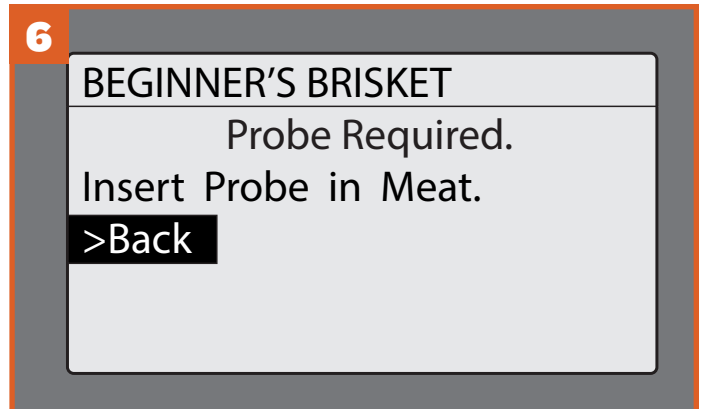 6
BEGINNER’S BRISKET
Probe Required.
Insert Probe in Meat.
>Back